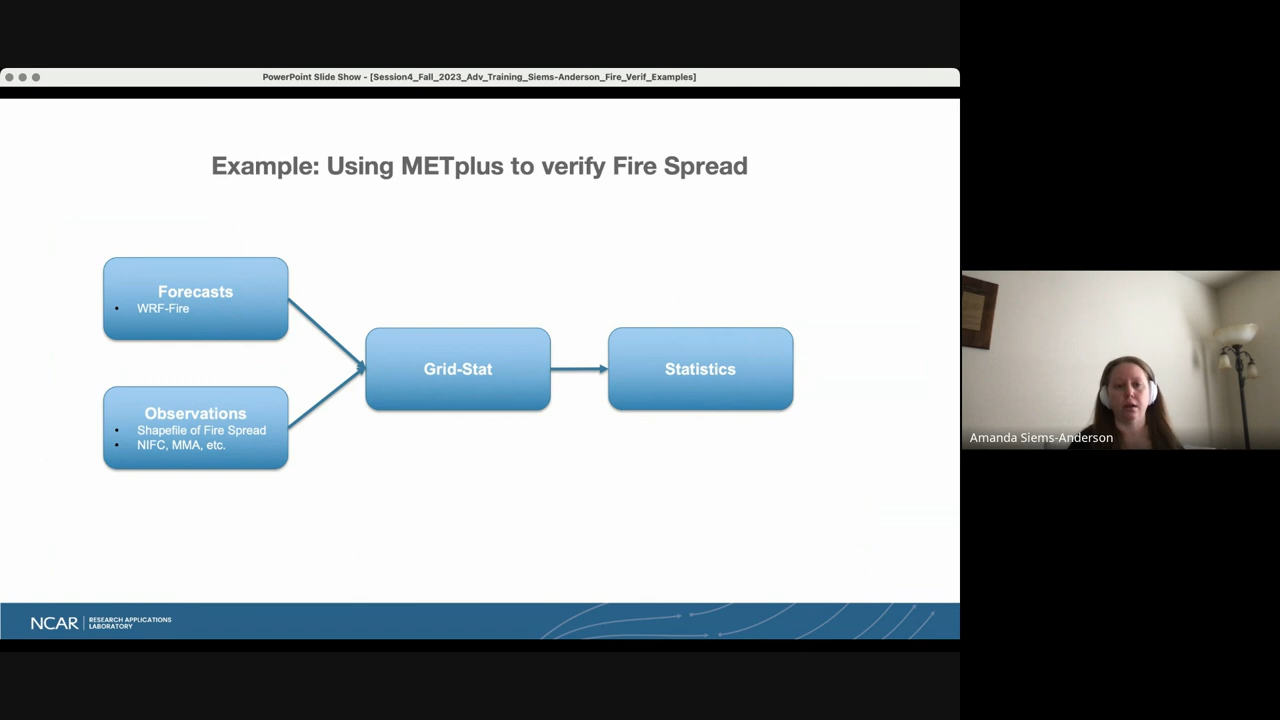 PowerPoint Slide Show - [Session4_Fall_2023_Adv_Training_Siems-Anderson_Fire_Verif_Examples]
Example: Using METplus to verify Fire Spread
Forecasts
• WRF-Fire
Observations
• Shapefile of Fire Spread
• NIFC, MMA, etc.
Grid-Stat
Statistics
Amanda Siems-Anderson
NCAR
RESEARCH APPLICATIONS
LABORATORY